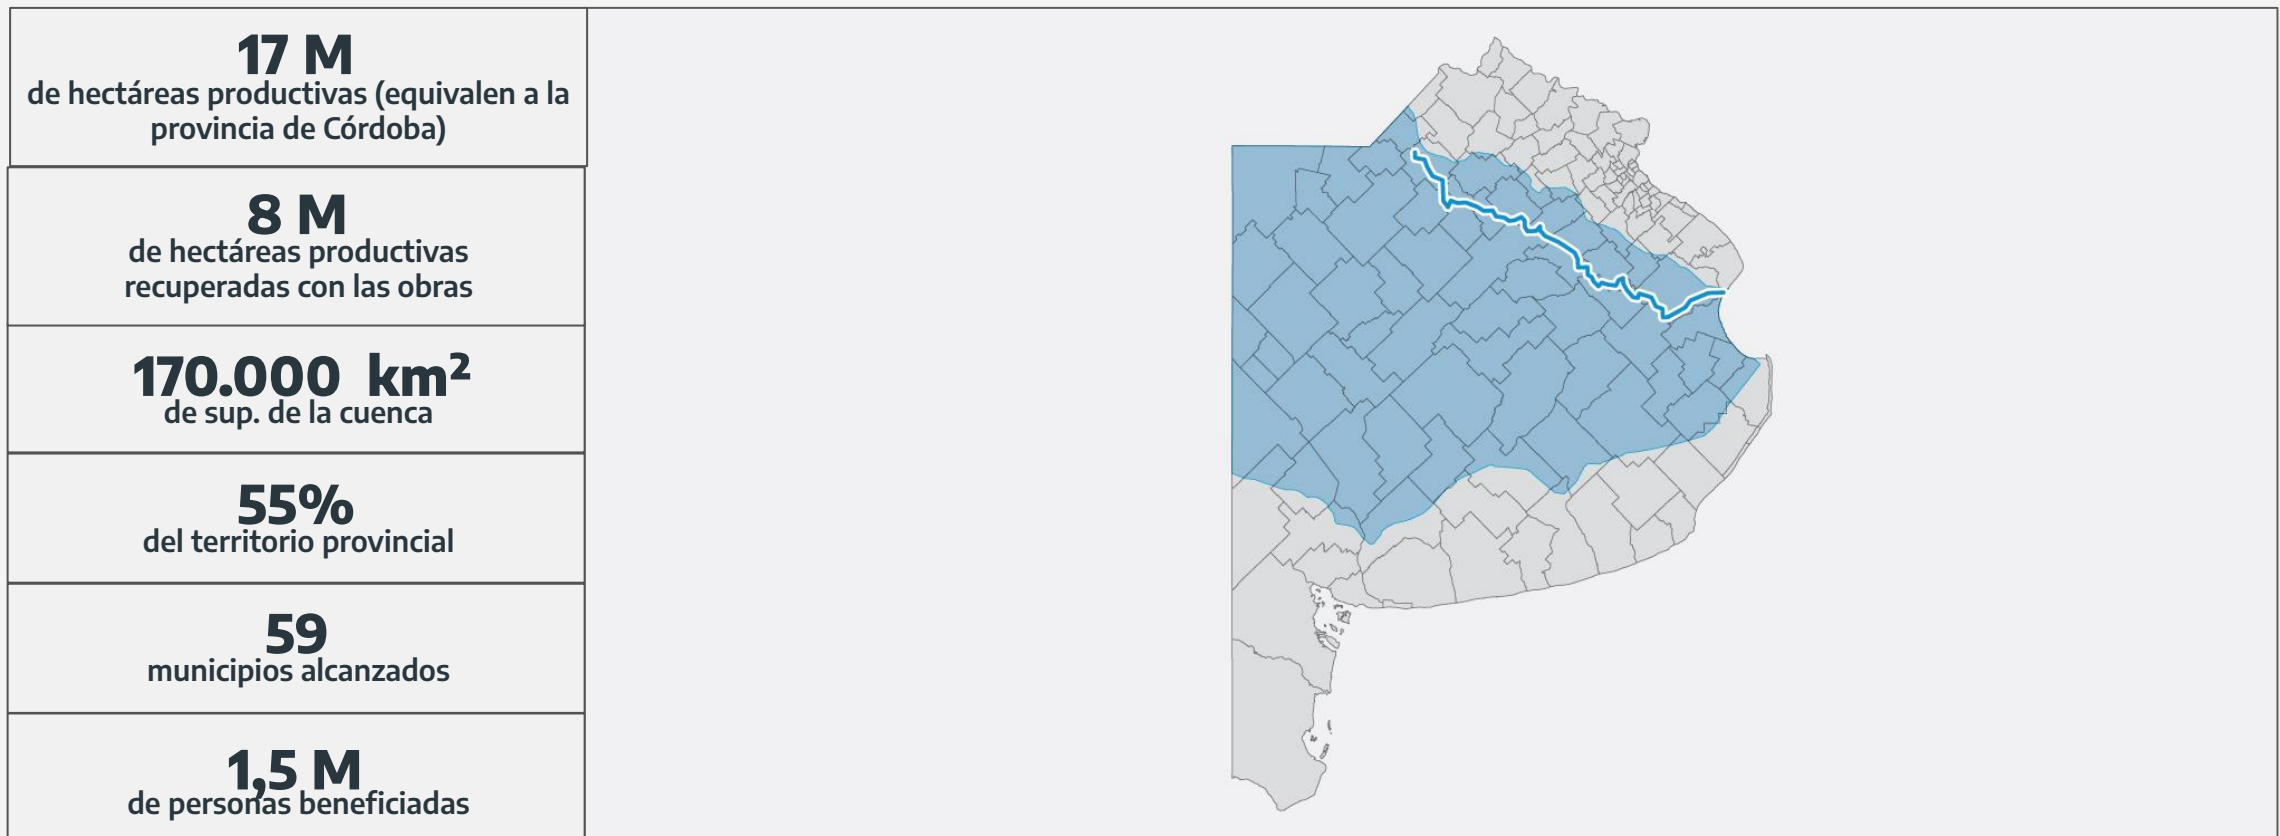 17 M
de hectáreas productivas (equivalen a la
provincia de Córdoba)
8 M
de hectáreas productivas
recuperadas con las obras
170.000 km²
de sup. de la cuenca
55%
del territorio provincial
59
municipios alcanzados
1,5 M
de personas beneficiadas